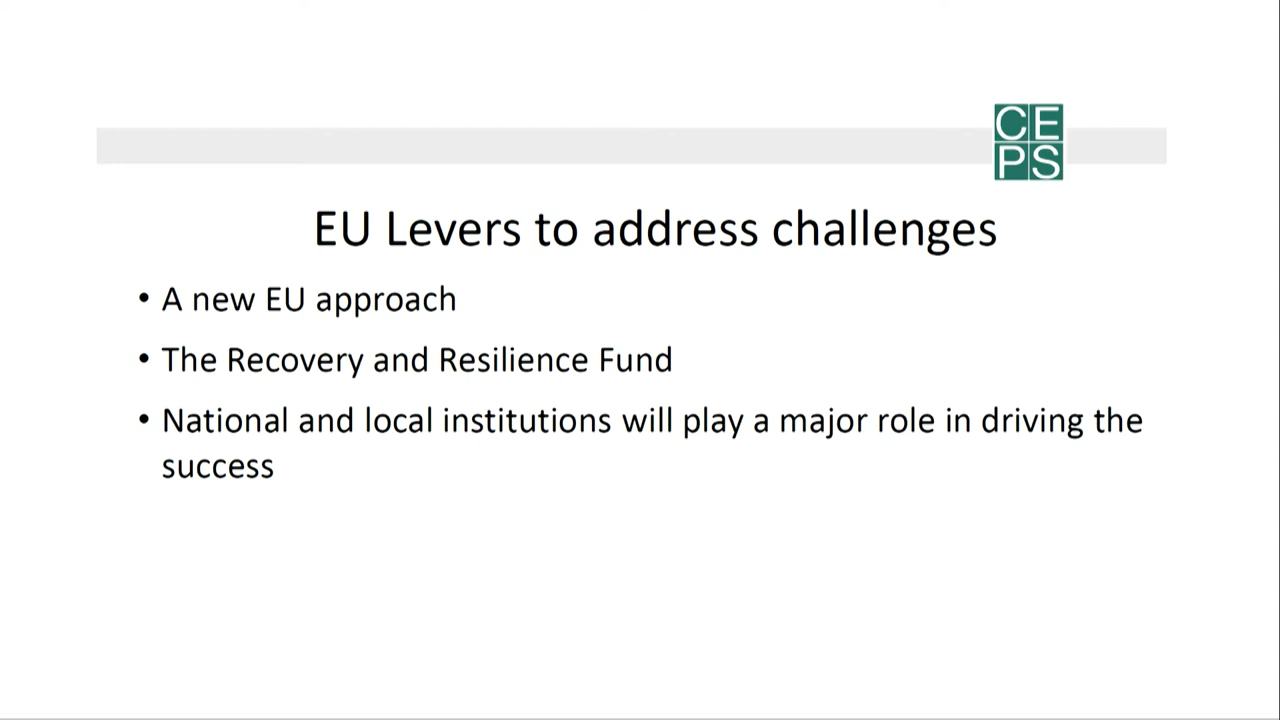 CE
PS
EU Levers to address challenges
• A new EU approach
• The Recovery and Resilience Fund
• National and local institutions will play a major role in driving the
success